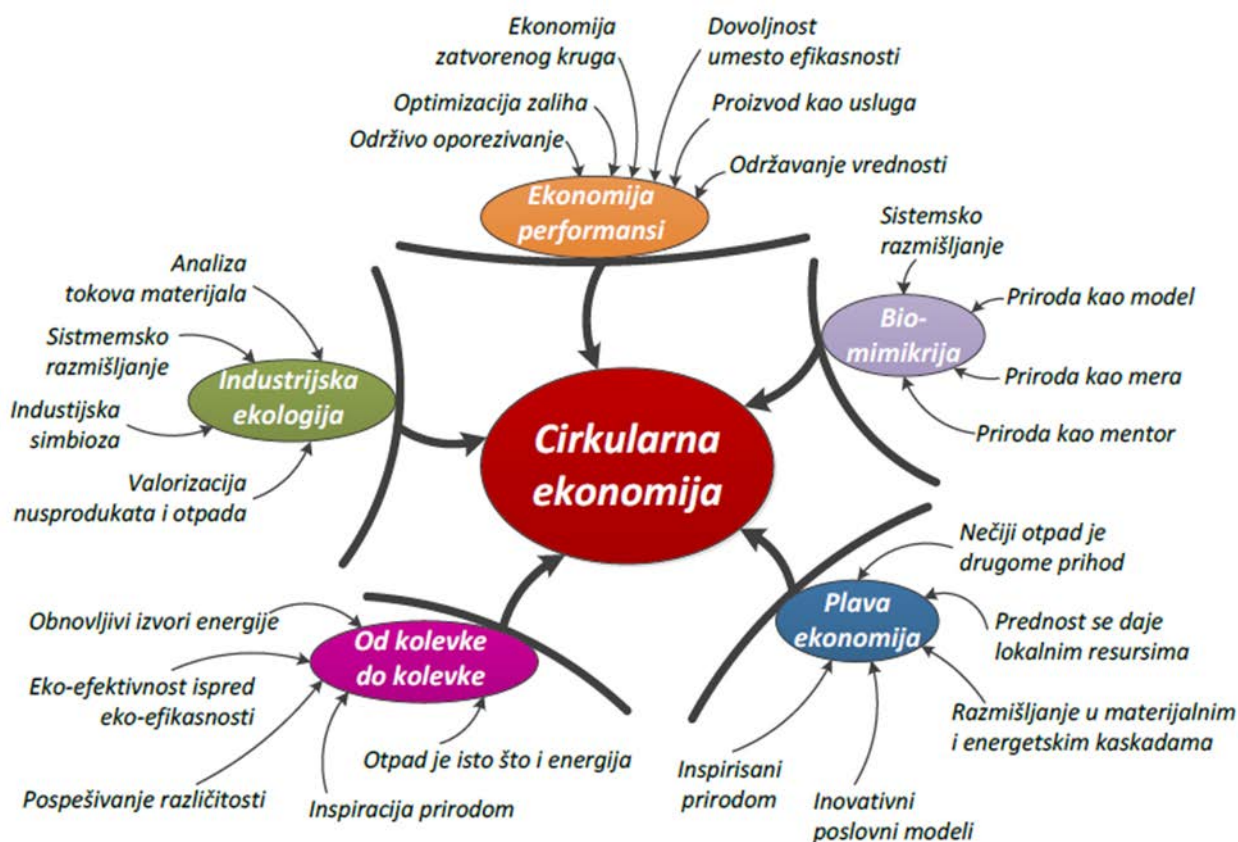 Ekonomija
zatvorenog kruga
Dovoljnost
umesto efikasnosti
Optimizacija zaliha
Proizvod kao usluga
Održivo oporezivanje
Održavanje vrednosti
Ekonomija
performansi
Sistemsko
razmišljanje
Priroda kao model
Bio-
mimikrija
Priroda kao mera
Priroda kao mentor
Analiza
tokova materijala
Sistmemsko
razmišljanje
Industrijska
ekologija
Industijska
simbioza
Valorizacija
nusprodukata i otpada
Cirkularna
ekonomija
Nečiji otpad je
drugome prihod
Plava
ekonomija
Prednost se daje
lokalnim resursima
Razmišljanje u materijalnim
i energetskim kaskadama
Inspirisani
prirodom
Inovativni
poslovni modeli
Obnovljivi izvori energije
Od kolevke
do kolevke
Eko-efektivnost ispred
eko-efikasnosti
Otpad je isto što i energija
Pospešivanje različitosti
Inspiracija prirodom